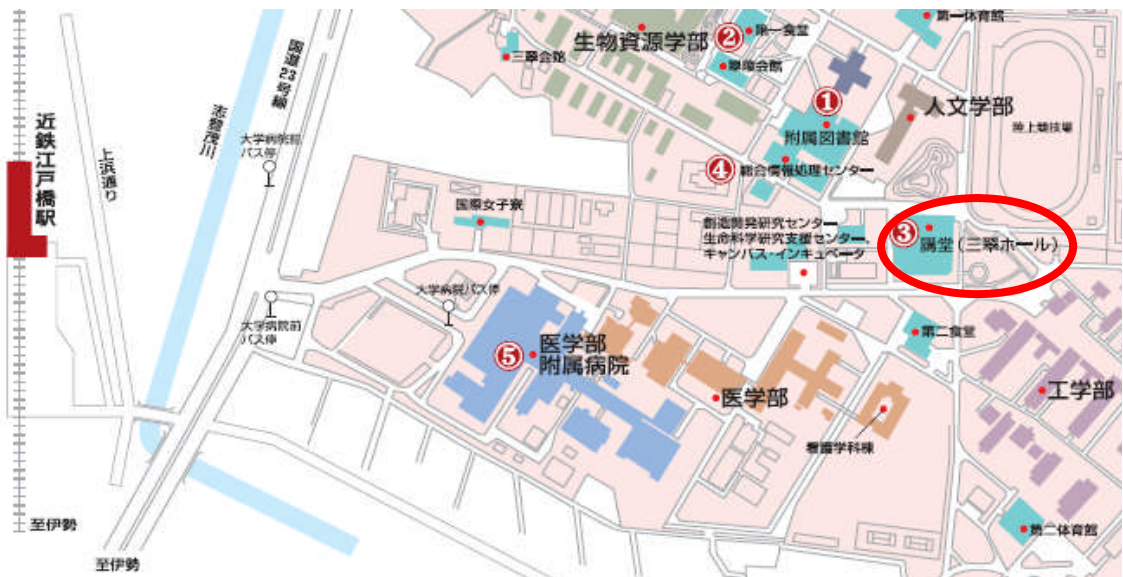 第一体育館
生物資源学部
②
第一食堂
三翠会館
翠陵会館
国道23号線
志登茂川
①
人文学部
附属図書館
陸上競技場
近鉄江戸橋駅
上浜通り
大学病院前
バス停
④
総合情報処理センター
国際女子寮
創造開発研究センター
生命科学研究支援センター、
キャンパス・インキュベータ
③
講堂(三翠ホール)
大学病院バス停
大学病院前
バス停
第二食堂
⑤
医学部
附属病院
医学部
工学部
看護学科棟
至伊勢
第二体育館
至伊勢